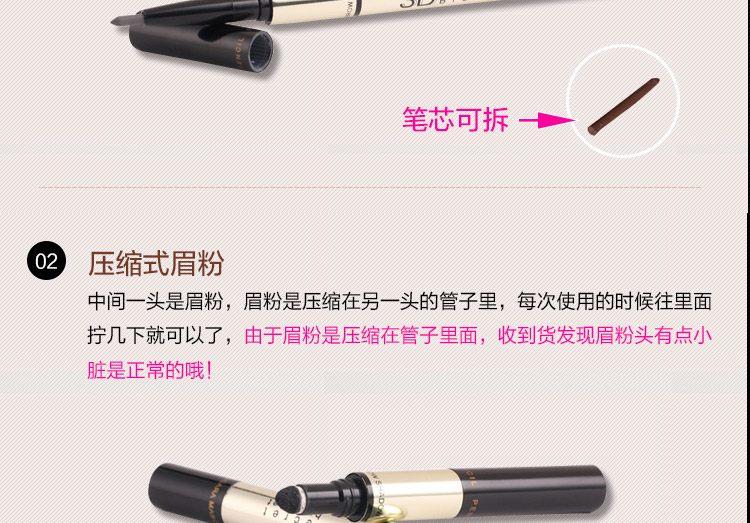 3D
笔芯可拆
02
压缩式眉粉
中间一头是眉粉，眉粉是压缩在另一头的管子里，每次使用的时候往里面
拧几下就可以了，由于眉粉是压缩在管子里面，收到货发现眉粉头有点小
脏是正常的哦！